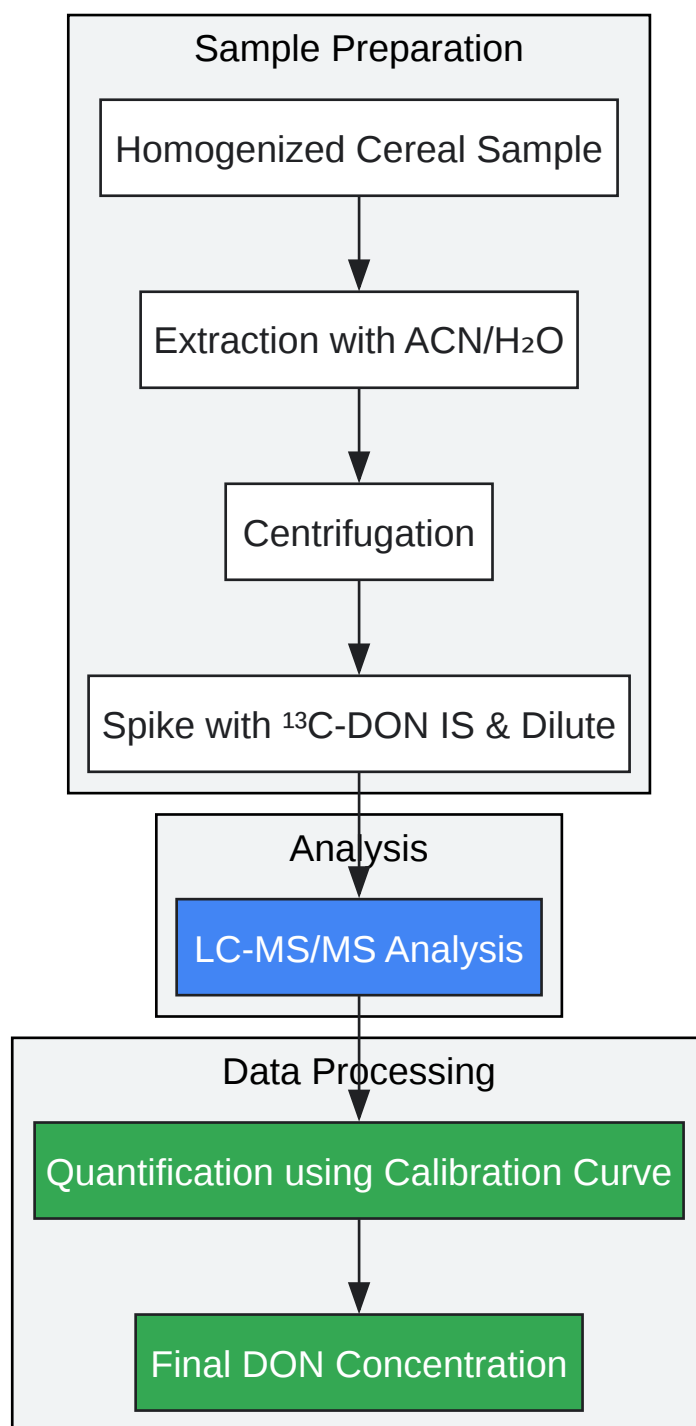 Sample Preparation
Homogenized Cereal Sample
Extraction with ACN/H₂O
Centrifugation
Spike with ¹³C-DON IS & Dilute
Analysis
LC-MS/MS Analysis
Data Processing
Quantification using Calibration Curve
Final DON Concentration